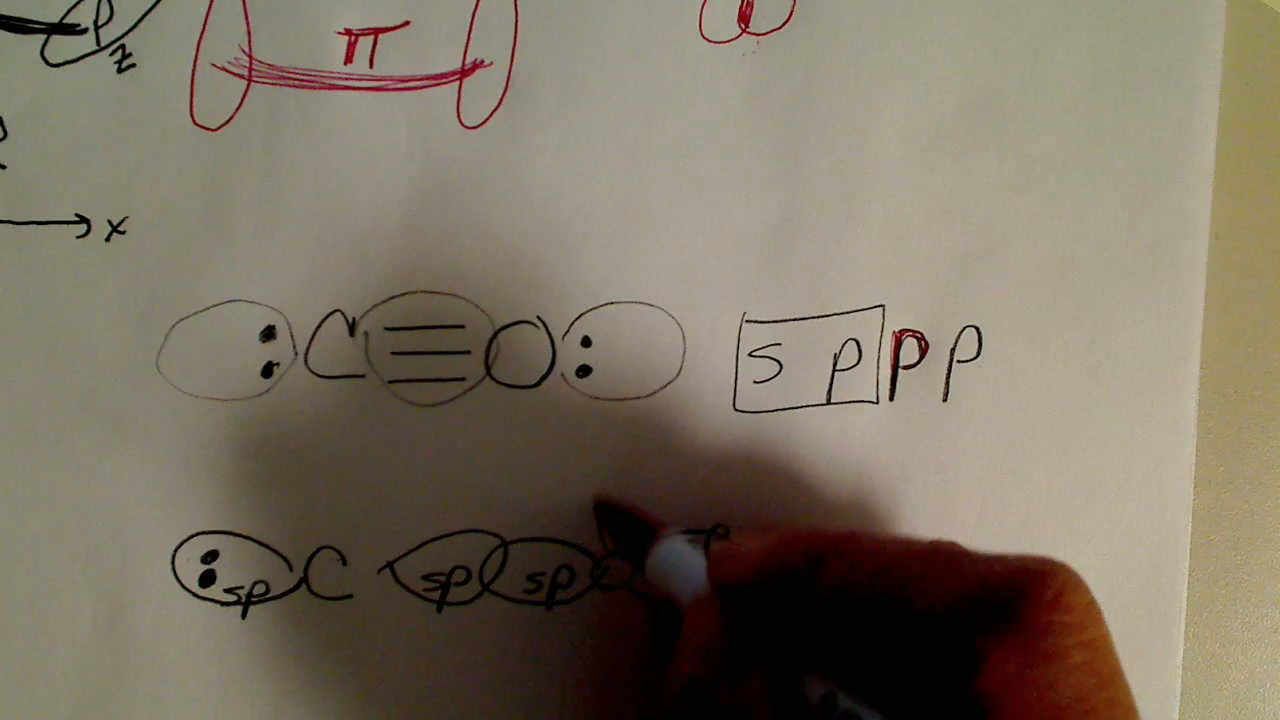 p
z
π
x
: C ≡ O : s p p p
: sp C sp sp